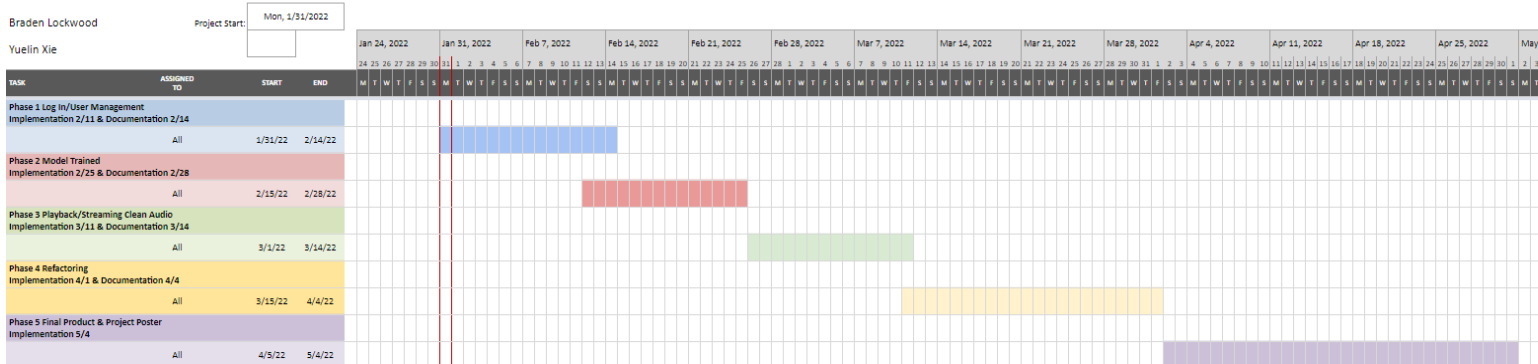 Braden Lockwood
Project Start: Mon, 1/31/2022
Yuelin Xie
Jan 24, 2022 Jan 31, 2022 Feb 7, 2022 Feb 14, 2022 Feb 21, 2022 Feb 28, 2022 Mar 7, 2022 Mar 14, 2022 Mar 21, 2022 Mar 28, 2022 Apr 4, 2022 Apr 11, 2022 Apr 18, 2022 Apr 25, 2022 May
24 25 26 27 28 29 30 31 1 2 3 4 5 6 7 8 9 10 11 12 13 14 15 16 17 18 19 20 21 22 23 24 25 26 27 28 1 2 3 4 5 6 7 8 9 10 11 12 13 14 15 16 17 18 19 20 21 22 23 24 25 26 27 28 29 30 31 1 2 3 4 5 6 7 8 9 10 11 12 13 14 15 16 17 18 19 20 21 22 23 24 25 26 27 28 29 30 1 2 3
TASK ASSIGNED TO START END M T W T F S S M T W T F S S M T W T F S S M T W T F S S M T W T F S S M T W T F S S M T W T F S S M T W T F S S M T W T F S S M T W T F S S M T W T F S S M T W T F S S M T W T F S S M T W T F S S M T
Phase 1 Log In/User Management
Implementation 2/11 & Documentation 2/14
All 1/31/22 2/14/22
Phase 2 Model Trained
Implementation 2/25 & Documentation 2/28
All 2/15/22 2/28/22
Phase 3 Playback/Streaming Clean Audio
Implementation 3/11 & Documentation 3/14
All 3/1/22 3/14/22
Phase 4 Refactoring
Implementation 4/1 & Documentation 4/4
All 3/15/22 4/4/22
Phase 5 Final Product & Project Poster
Implementation 5/4
All 4/5/22 5/4/22